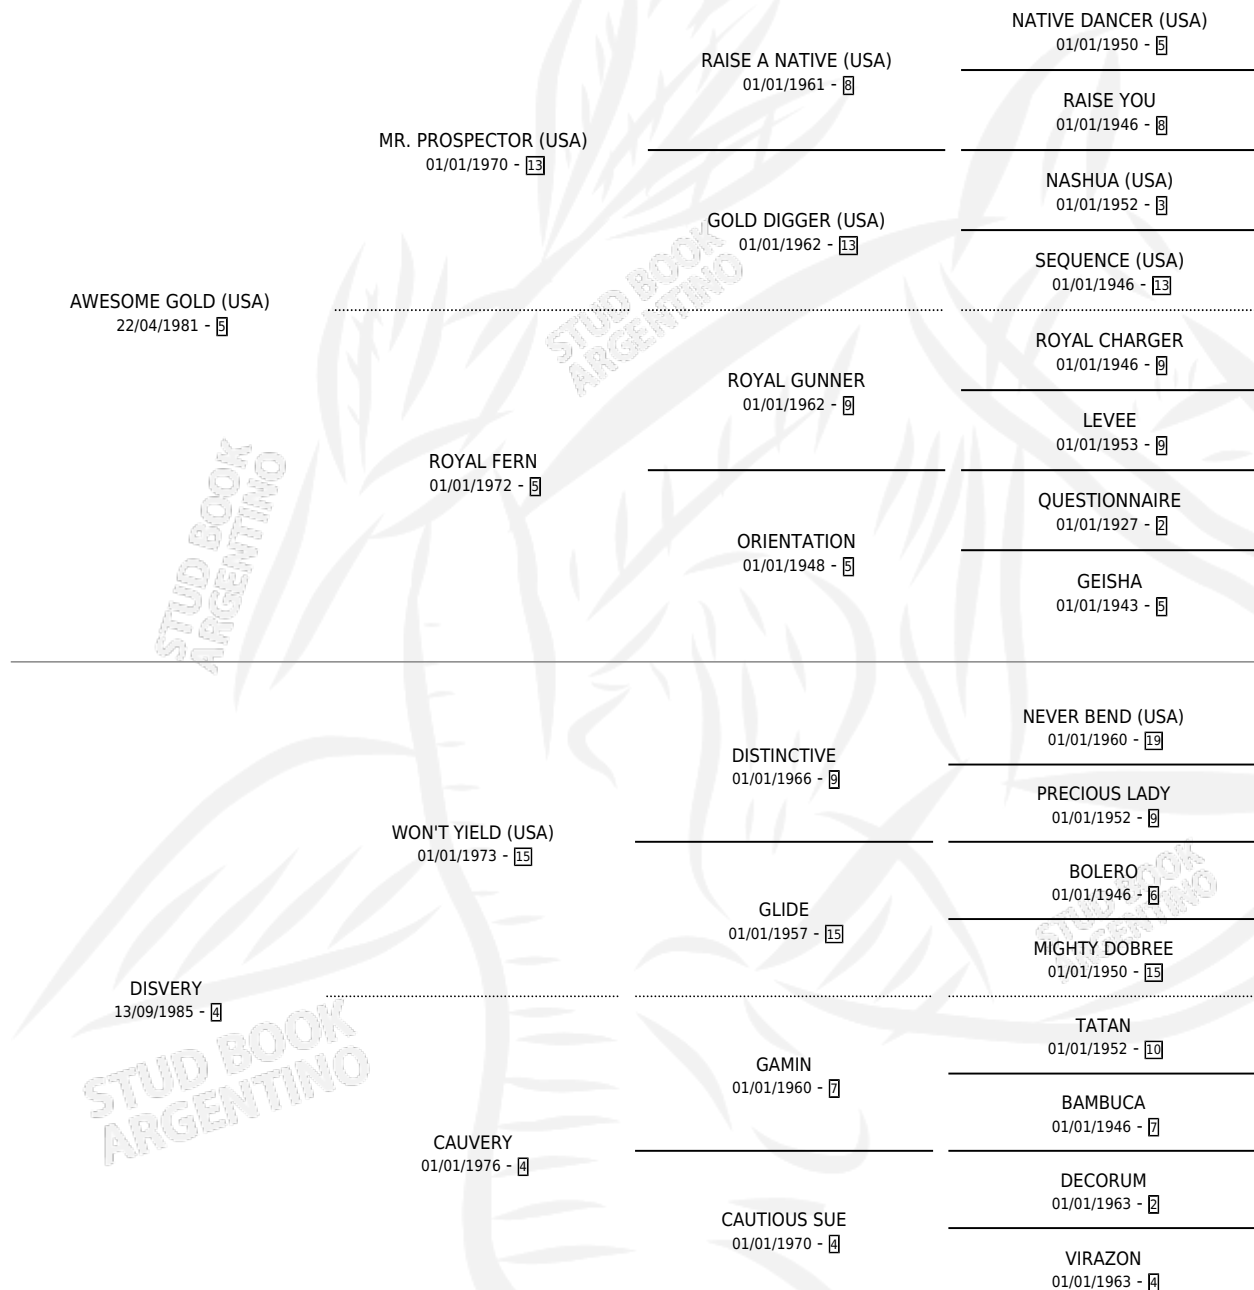 NATIVE DANCER (USA)
01/01/1950 - 5
RAISE A NATIVE (USA)
01/01/1961 - 8
RAISE YOU
01/01/1946 - 8
MR. PROSPECTOR (USA)
01/01/1970 - 13
NASHUA (USA)
01/01/1952 - 3
GOLD DIGGER (USA)
01/01/1962 - 13
SEQUENCE (USA)
01/01/1946 - 13
AWESOME GOLD (USA)
22/04/1981 - 5
STUD BOOK
ARGENTINO
ROYAL CHARGER
01/01/1946 - 9
ROYAL GUNNER
01/01/1962 - 9
LEVEE
01/01/1953 - 9
ROYAL FERN
01/01/1972 - 5
QUESTIONNAIRE
01/01/1927 - 2
ORIENTATION
01/01/1948 - 5
GEISHA
01/01/1943 - 5
STUD BOOK
ARGENTINO
NEVER BEND (USA)
01/01/1960 - 19
DISTINCTIVE
01/01/1966 - 9
PRECIOUS LADY
01/01/1952 - 9
WON'T YIELD (USA)
01/01/1973 - 15
BOLERO
01/01/1946 - 6
GLIDE
01/01/1957 - 15
STUD BOOK
ARGENTINO
MIGHTY DOBREE
01/01/1950 - 15
DISVERY
13/09/1985 - 4
STUD BOOK
ARGENTINO
TATAN
01/01/1952 - 10
GAMIN
01/01/1960 - 7
BAMBUCA
01/01/1946 - 7
CAUVERY
01/01/1976 - 4
DECORUM
01/01/1963 - 2
CAUTIOUS SUE
01/01/1970 - 4
VIRAZON
01/01/1963 - 4